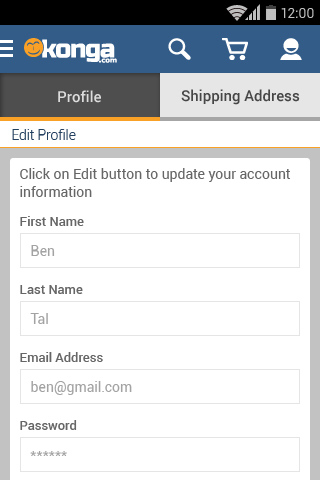 12:00
konga
.com
Profile
Shipping Address
Edit Profile
Click on Edit button to update your account
information
First Name
Ben
Last Name
Tal
Email Address
ben@gmail.com
Password
******